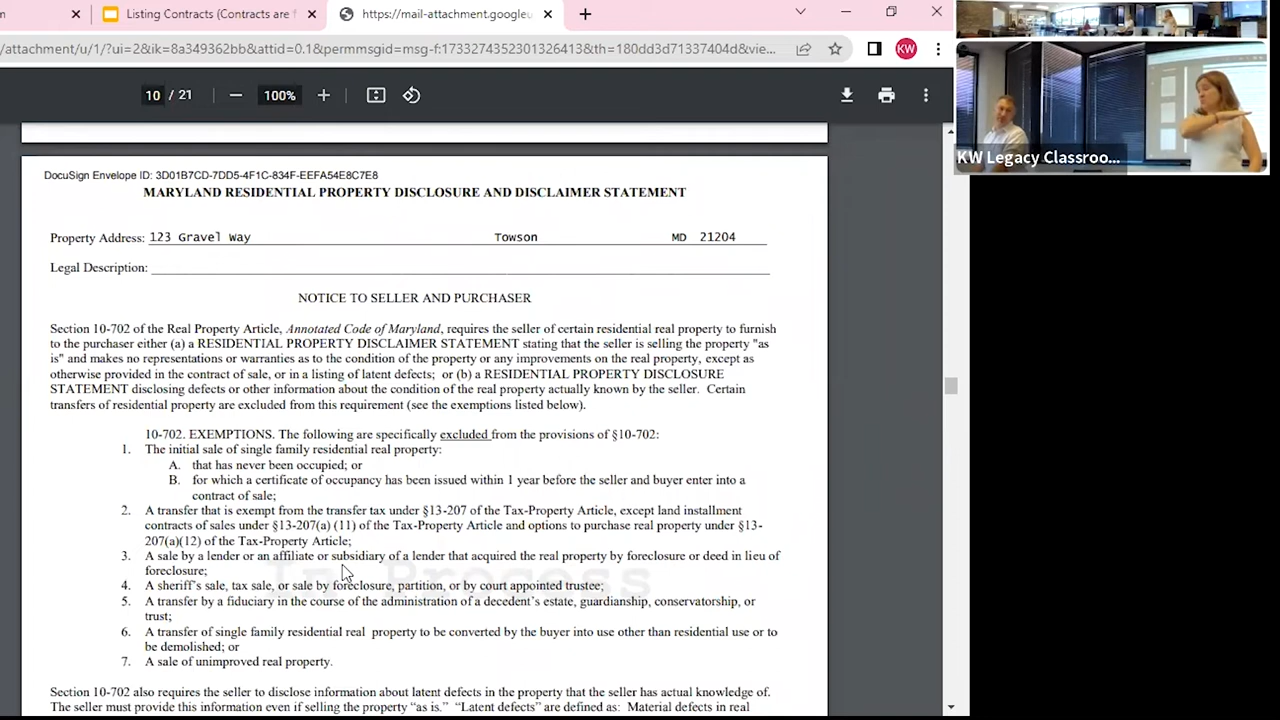 Listing Contracts (Contracts are f
https://mail-attachment.googleu
/attachment/u/1/?ui=2&ik=8a349362bb&attid=0.1&permmsgid=msg-f:1733274352301326413&th=180dd3d71337404d&vie...
KW
10 / 21
100%
KW Legacy Classroo...
DocuSign Envelope ID: 3D01B7CD-7DD5-4F1C-834F-EEFA54E8C7E8
MARYLAND RESIDENTIAL PROPERTY DISCLOSURE AND DISCLAIMER STATEMENT
Property Address: 123 Gravel Way Towson MD 21204
Legal Description:
NOTICE TO SELLER AND PURCHASER
Section 10-702 of the Real Property Article, Annotated Code of Maryland, requires the seller of certain residential real property to furnish
to the purchaser either (a) a RESIDENTIAL PROPERTY DISCLAIMER STATEMENT stating that the seller is selling the property "as
is" and makes no representations or warranties as to the condition of the property or any improvements on the real property, except as
otherwise provided in the contract of sale, or in a listing of latent defects; or (b) a RESIDENTIAL PROPERTY DISCLOSURE
STATEMENT disclosing defects or other information about the condition of the real property actually known by the seller. Certain
transfers of residential property are excluded from this requirement (see the exemptions listed below).
10-702. EXEMPTIONS. The following are specifically excluded from the provisions of §10-702:
1. The initial sale of single family residential real property:
A. that has never been occupied; or
B. for which a certificate of occupancy has been issued within 1 year before the seller and buyer enter into a
contract of sale;
2. A transfer that is exempt from the transfer tax under §13-207 of the Tax-Property Article, except land installment
contracts of sales under §13-207(a) (11) of the Tax-Property Article and options to purchase real property under §13-
207(a)(12) of the Tax-Property Article;
3. A sale by a lender or an affiliate or subsidiary of a lender that acquired the real property by foreclosure or deed in lieu of
foreclosure;
In Process
4. A sheriff's sale, tax sale, or sale by foreclosure, partition, or by court appointed trustee;
5. A transfer by a fiduciary in the course of the administration of a decedent's estate, guardianship, conservatorship, or
trust;
6. A transfer of single family residential real property to be converted by the buyer into use other than residential use or to
be demolished; or
7. A sale of unimproved real property.
Section 10-702 also requires the seller to disclose information about latent defects in the property that the seller has actual knowledge of.
The seller must provide this information even if selling the property "as is." "Latent defects" are defined as: Material defects in real